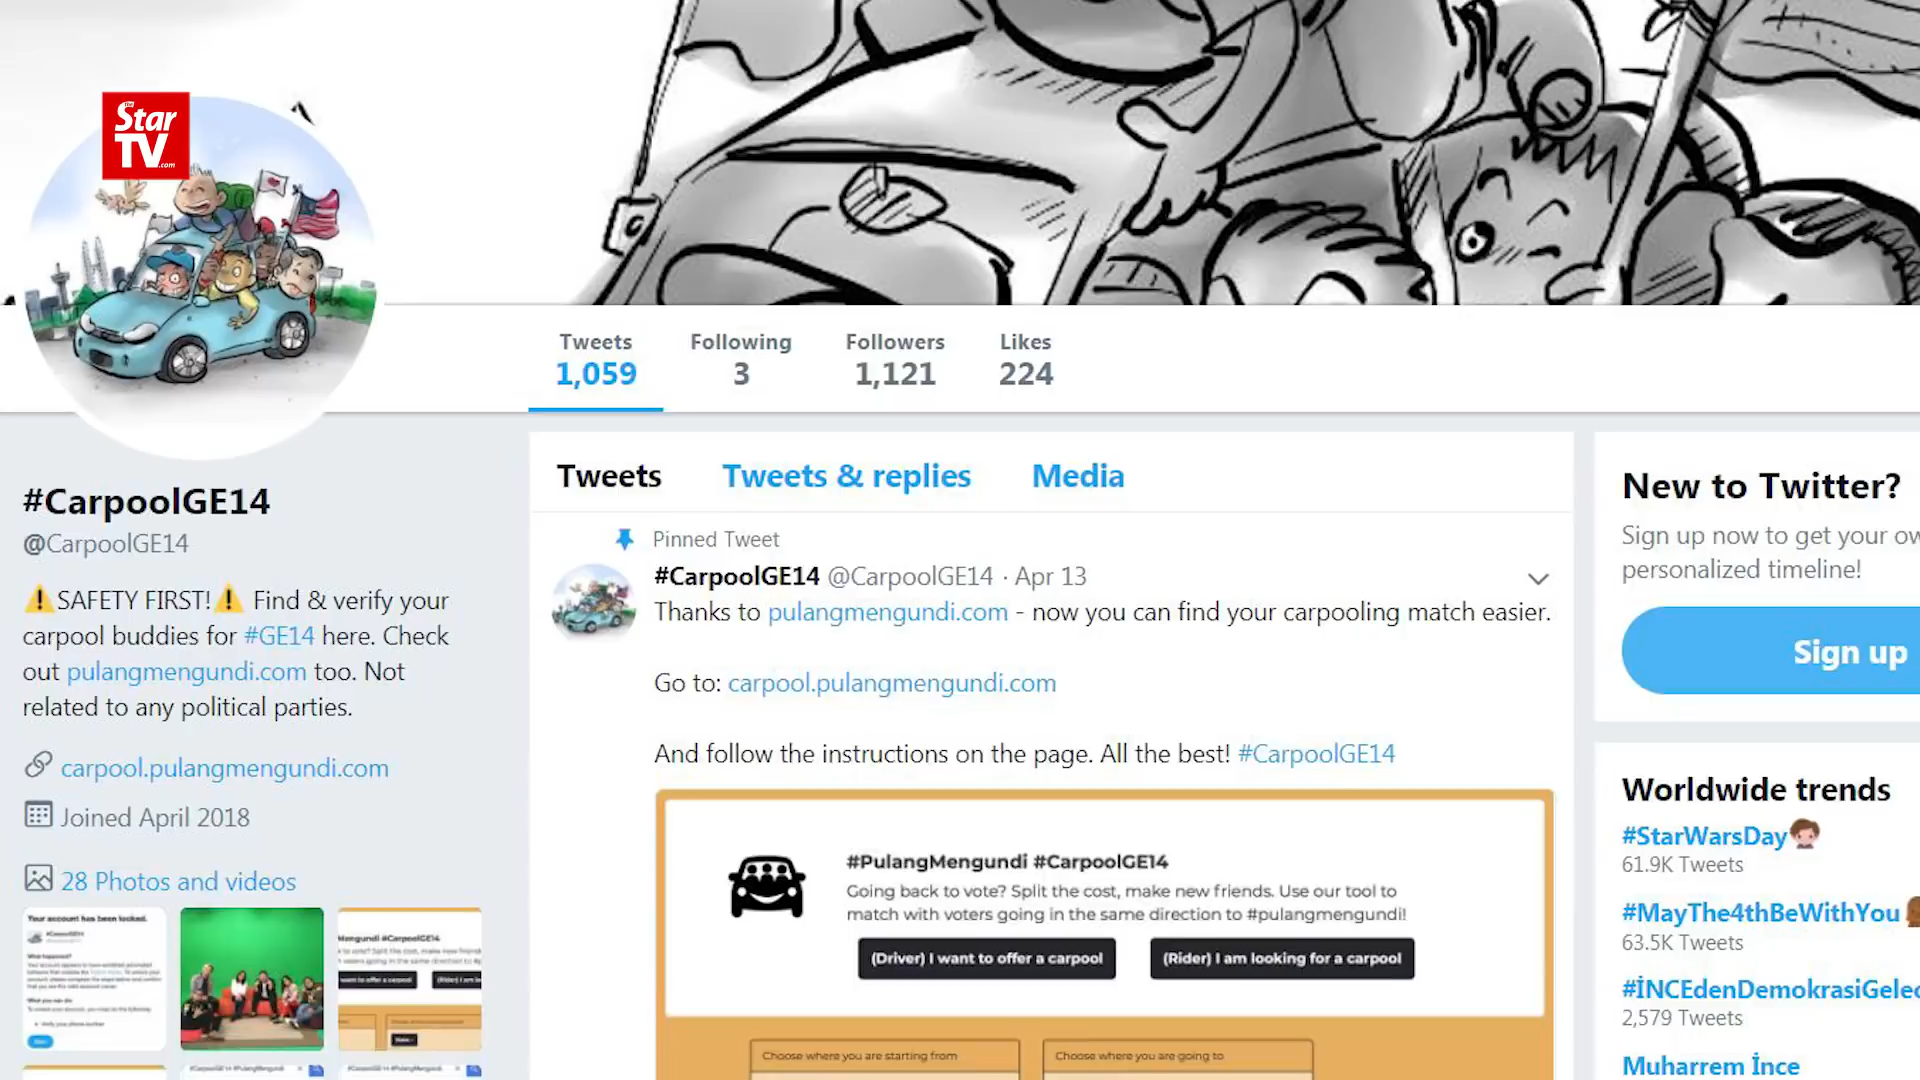 The
Star
TV
.com
Tweets Following Followers Likes
1,059 3 1,121 224
#CarpoolGE14
@CarpoolGE14
⚠SAFETY FIRST!⚠ Find & verify your
carpool buddies for #GE14 here. Check
out pulangmengundi.com too. Not
related to any political parties.
carpool.pulangmengundi.com
Joined April 2018
28 Photos and videos
Your account has been locked.
Tweets Tweets & replies Media
Pinned Tweet
#CarpoolGE14 @CarpoolGE14 · Apr 13
Thanks to pulangmengundi.com - now you can find your carpooling match easier.
Go to: carpool.pulangmengundi.com
And follow the instructions on the page. All the best! #CarpoolGE14
#PulangMengundi #CarpoolGE14
Going back to vote? Split the cost, make new friends. Use our tool to
match with voters going in the same direction to #pulangmengundi!
(Driver) I want to offer a carpool (Rider) I am looking for a carpool
Choose where you are starting from Choose where you are going to
New to Twitter?
Sign up now to get your ow
personalized timeline!
Sign up
Worldwide trends
#StarWarsDay
61.9K Tweets
#MayThe4thBeWithYou
63.5K Tweets
#İNCEdenDemokrasiGelec
2,579 Tweets
Muharrem İnce